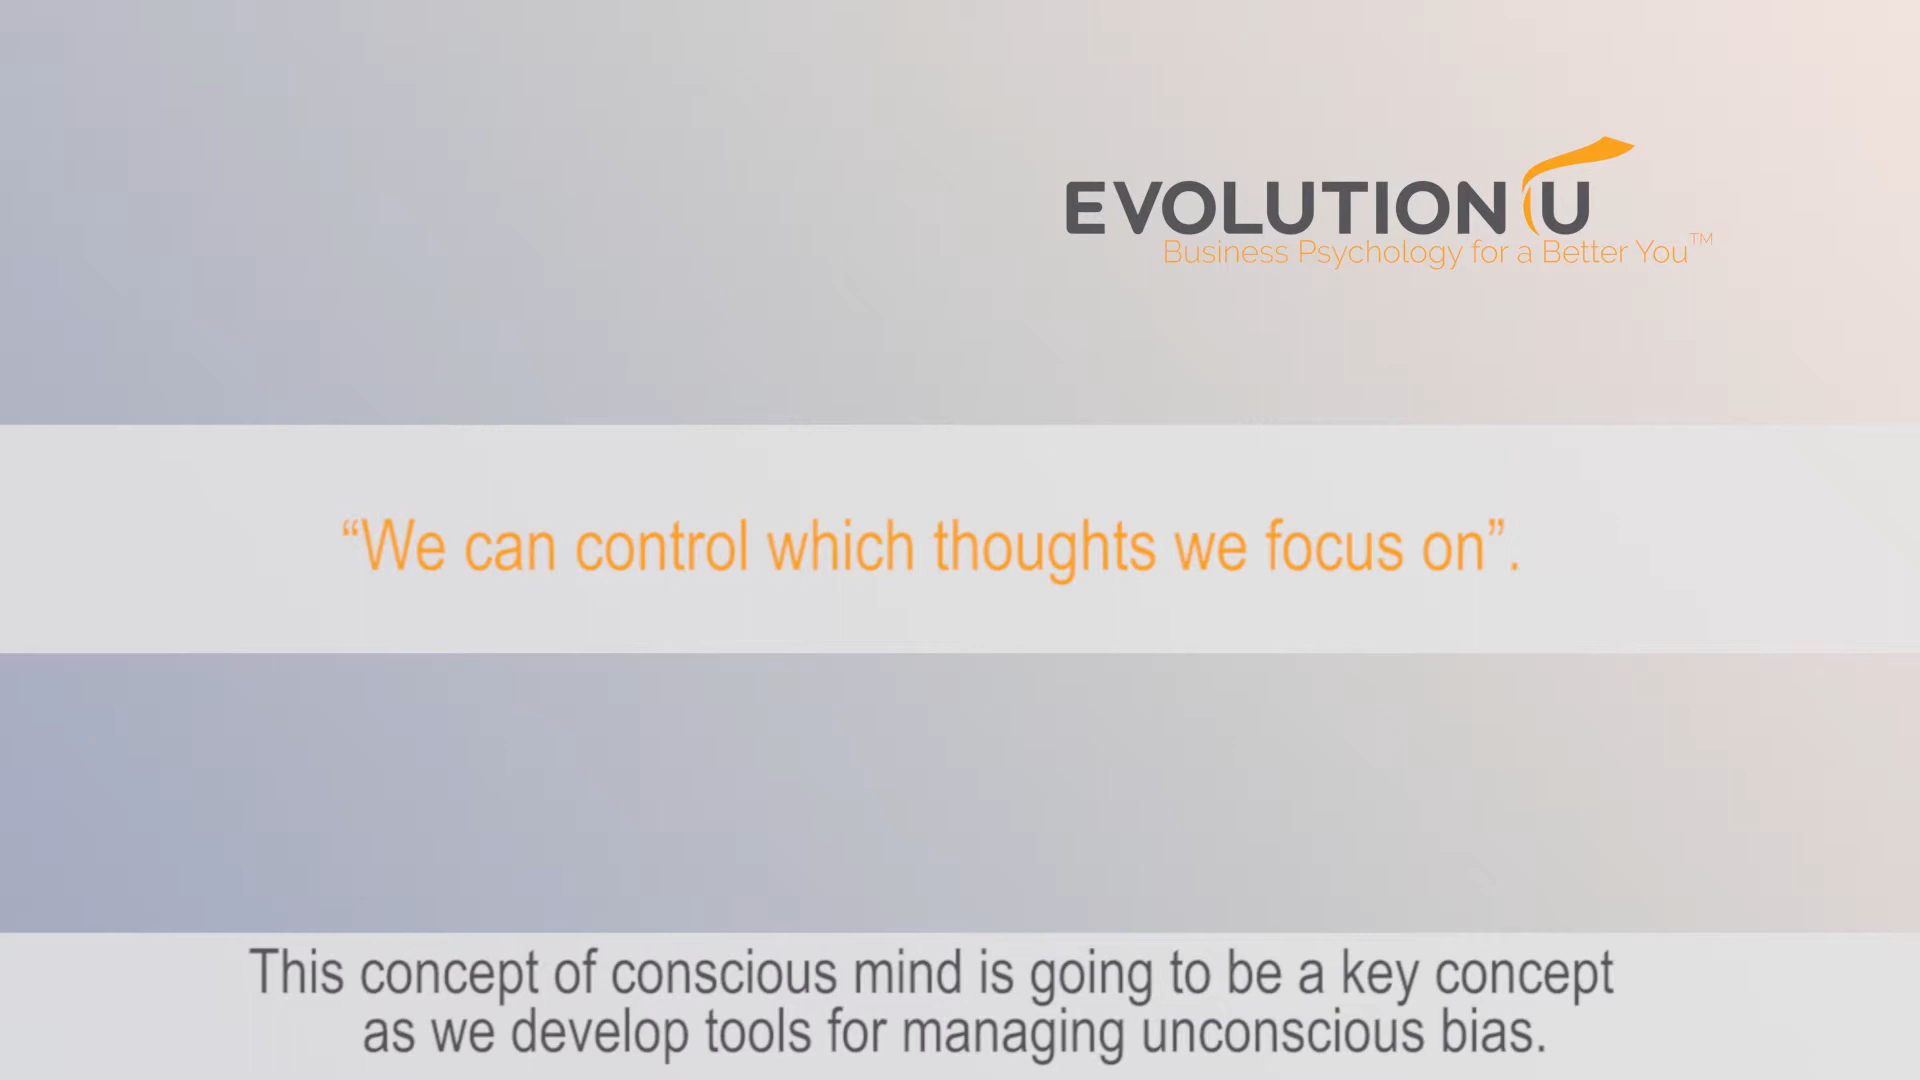 EVOLUTION U
Business Psychology for a Better You™
“We can control which thoughts we focus on”.
This concept of conscious mind is going to be a key concept
as we develop tools for managing unconscious bias.